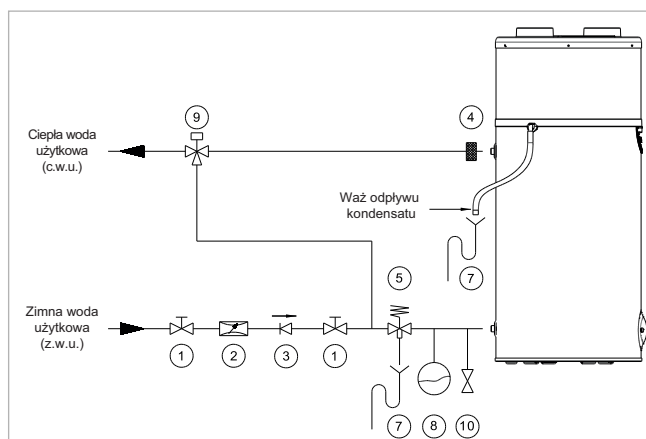 9
4
Ciepła woda
użytkowa
(c.w.u.)
Waż odpływu
kondensatu
5
7
Zimna woda
użytkowa
(z.w.u.)
1
2
3
1
7
8
10